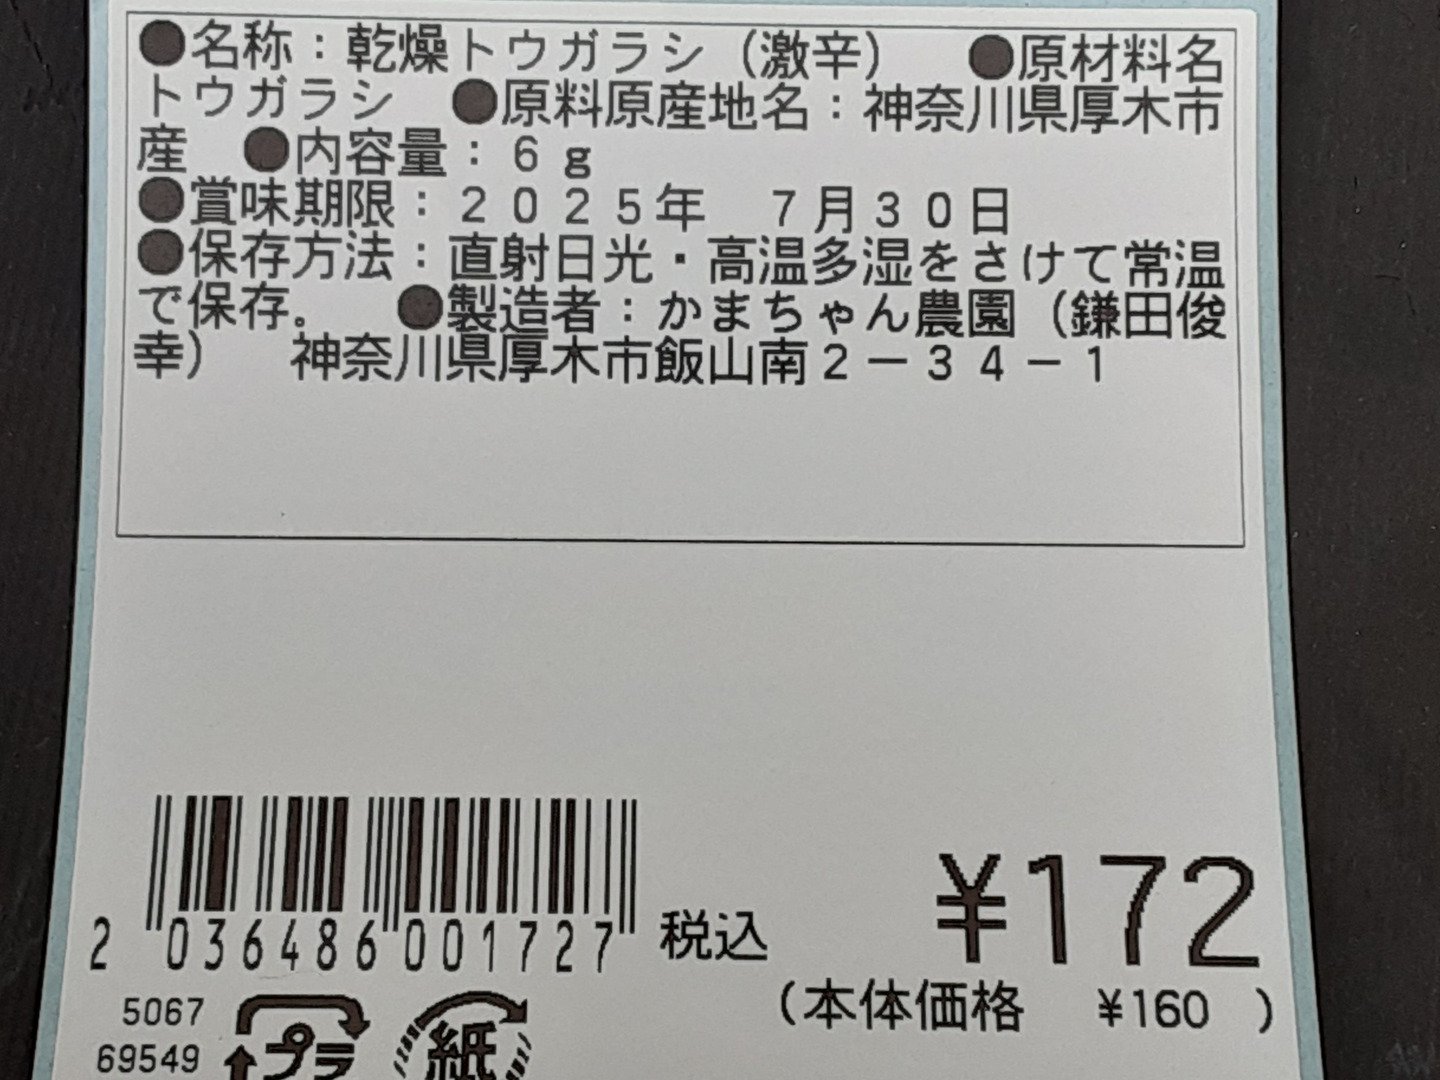 ●名称：乾燥トウガラシ（激辛）　●原材料名
トウガラシ　●原料原産地名：神奈川県厚木市
産　●内容量：６ｇ
●賞味期限：２０２５年　７月３０日
●保存方法：直射日光・高温多湿をさけて常温
で保存。　●製造者：かまちゃん農園（鎌田俊
幸）　神奈川県厚木市飯山南２－３４－１
2 036486 001727
税込 ¥172
（本体価格　¥160　）
5067
69549
プラ
紙